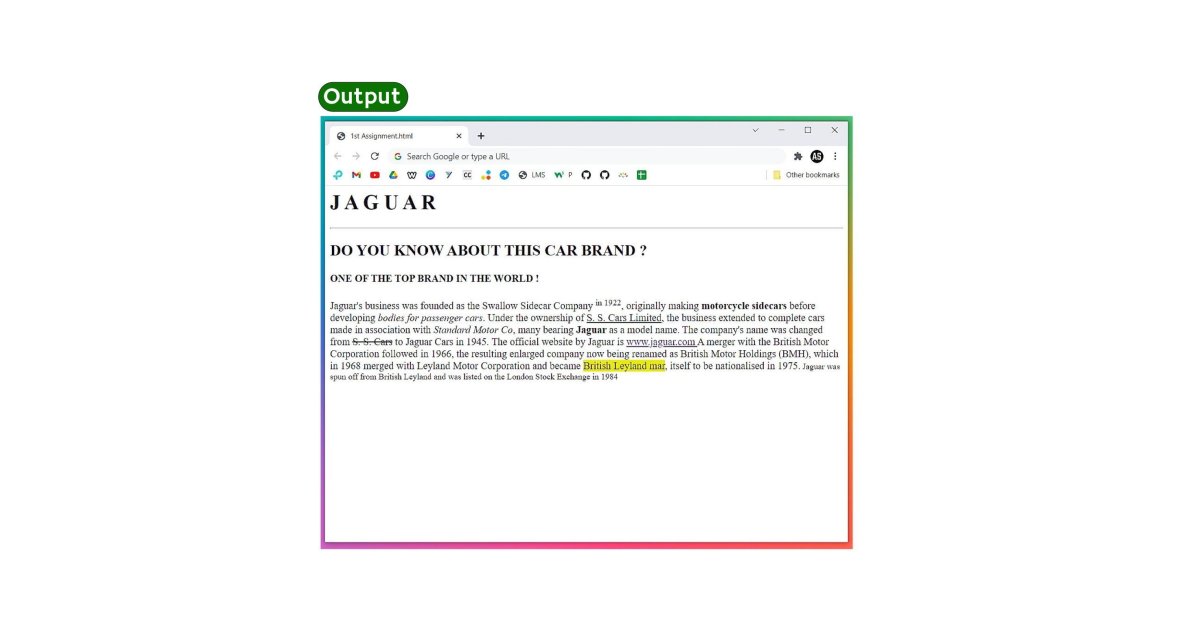 Output
1st Assignment.html
Search Google or type a URL
AS
CC
LMS
P
Other bookmarks
J A G U A R
DO YOU KNOW ABOUT THIS CAR BRAND ?
ONE OF THE TOP BRAND IN THE WORLD !
Jaguar's business was founded as the Swallow Sidecar Company in 1922, originally making motorcycle sidecars before
developing bodies for passenger cars. Under the ownership of S. S. Cars Limited, the business extended to complete cars
made in association with Standard Motor Co, many bearing Jaguar as a model name. The company's name was changed
from S. S. Cars to Jaguar Cars in 1945. The official website by Jaguar is www.jaguar.com A merger with the British Motor
Corporation followed in 1966, the resulting enlarged company now being renamed as British Motor Holdings (BMH), which
in 1968 merged with Leyland Motor Corporation and became British Leyland mar, itself to be nationalised in 1975. Jaguar was
spun off from British Leyland and was listed on the London Stock Exchange in 1984